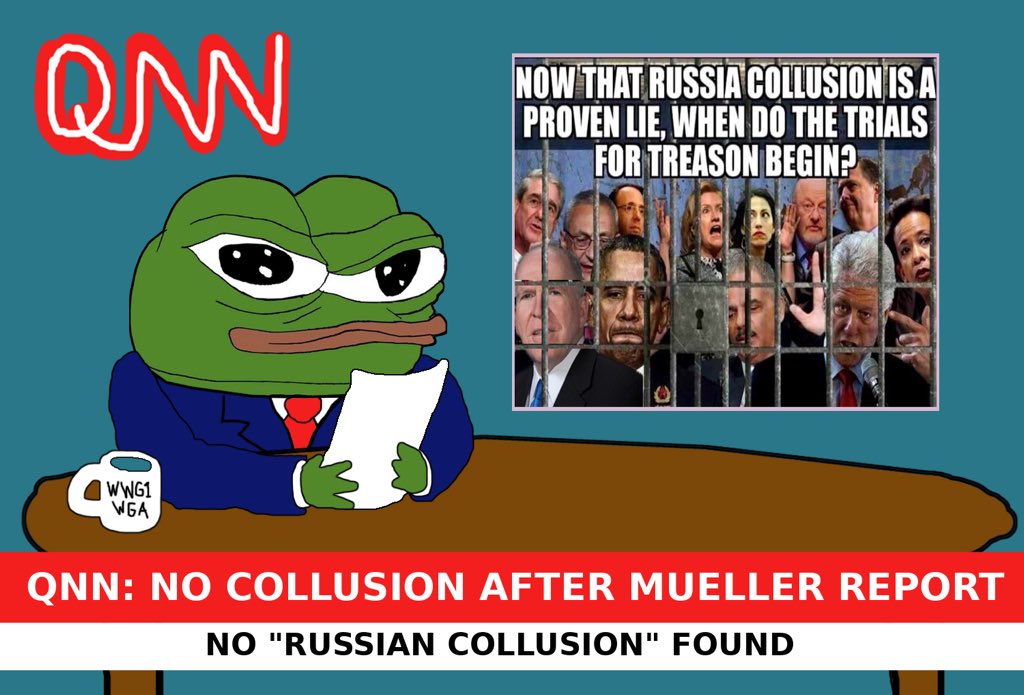 QNN
NOW THAT RUSSIA COLLUSION IS A
PROVEN LIE, WHEN DO THE TRIALS
FOR TREASON BEGIN?
WWG1
WGA
QNN: NO COLLUSION AFTER MUELLER REPORT
NO "RUSSIAN COLLUSION" FOUND